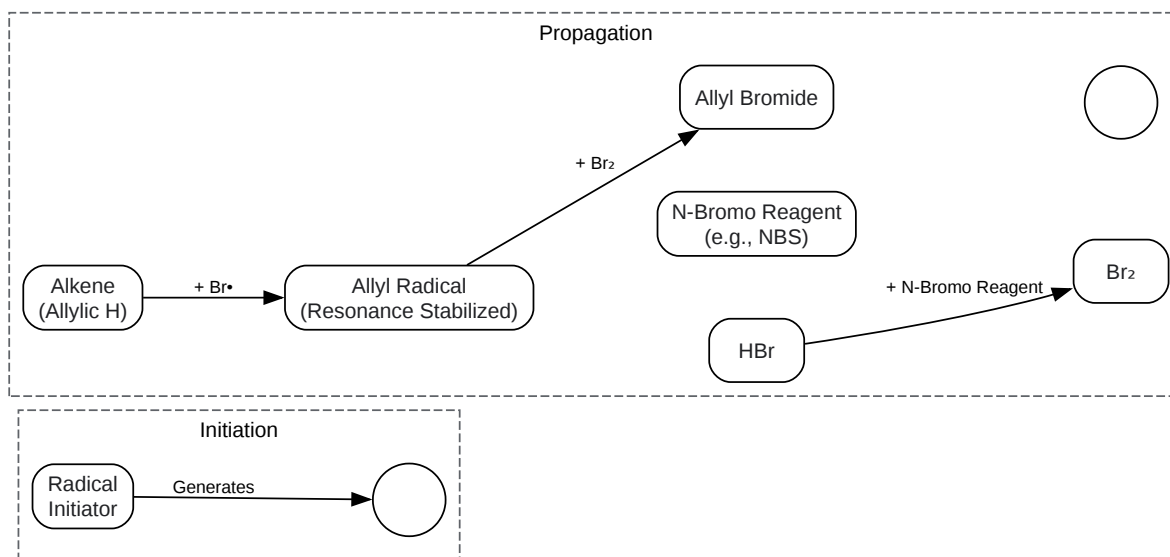 Propagation
Allyl Bromide
+ Br₂
N-Bromo Reagent
(e.g., NBS)
Alkene
(Allylic H)
+ Br•
Allyl Radical
(Resonance Stabilized)
+ N-Bromo Reagent
Br₂
HBr
Initiation
Radical
Initiator
Generates